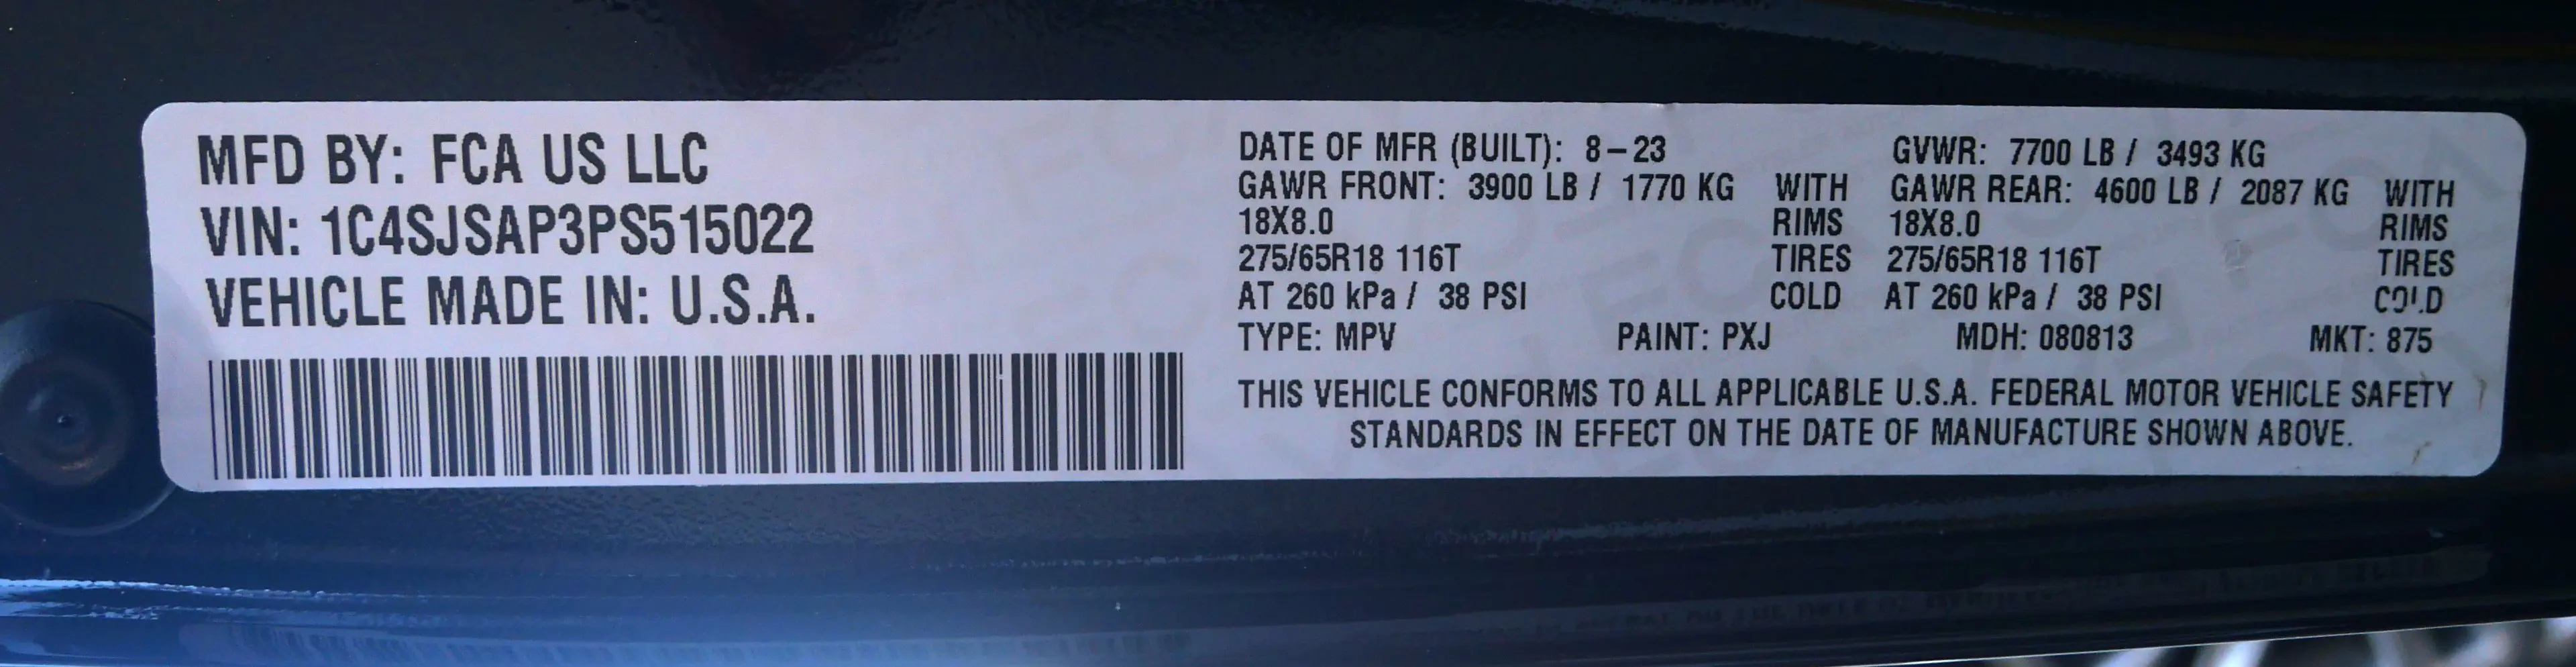 MFD BY: FCA US LLC
VIN: 1C4SJSAP3PS515022
VEHICLE MADE IN: U.S.A.
DATE OF MFR (BUILT): 8-23 GVWR: 7700 LB / 3493 KG
GAWR FRONT: 3900 LB / 1770 KG WITH GAWR REAR: 4600 LB / 2087 KG WITH
18X8.0 RIMS 18X8.0 RIMS
275/65R18 116T TIRES 275/65R18 116T TIRES
AT 260 kPa / 38 PSI COLD AT 260 kPa / 38 PSI COLD
TYPE: MPV PAINT: PXJ MDH: 080813 MKT: 875
THIS VEHICLE CONFORMS TO ALL APPLICABLE U.S.A. FEDERAL MOTOR VEHICLE SAFETY
STANDARDS IN EFFECT ON THE DATE OF MANUFACTURE SHOWN ABOVE.